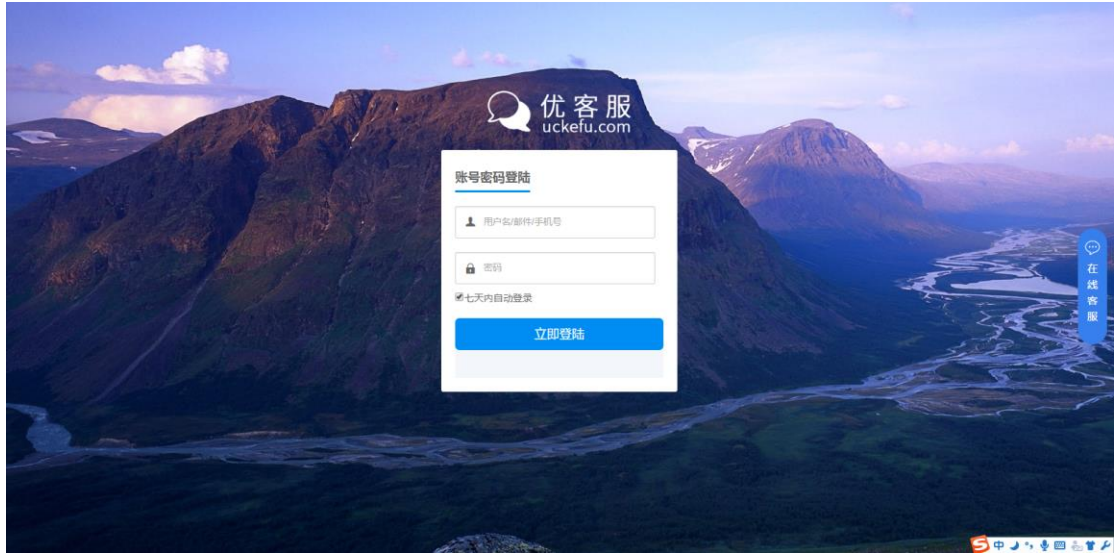 优客服
uckefu.com
账号密码登陆
用户名/邮件/手机号
密码
七天内自动登录
立即登陆
在线客服
中